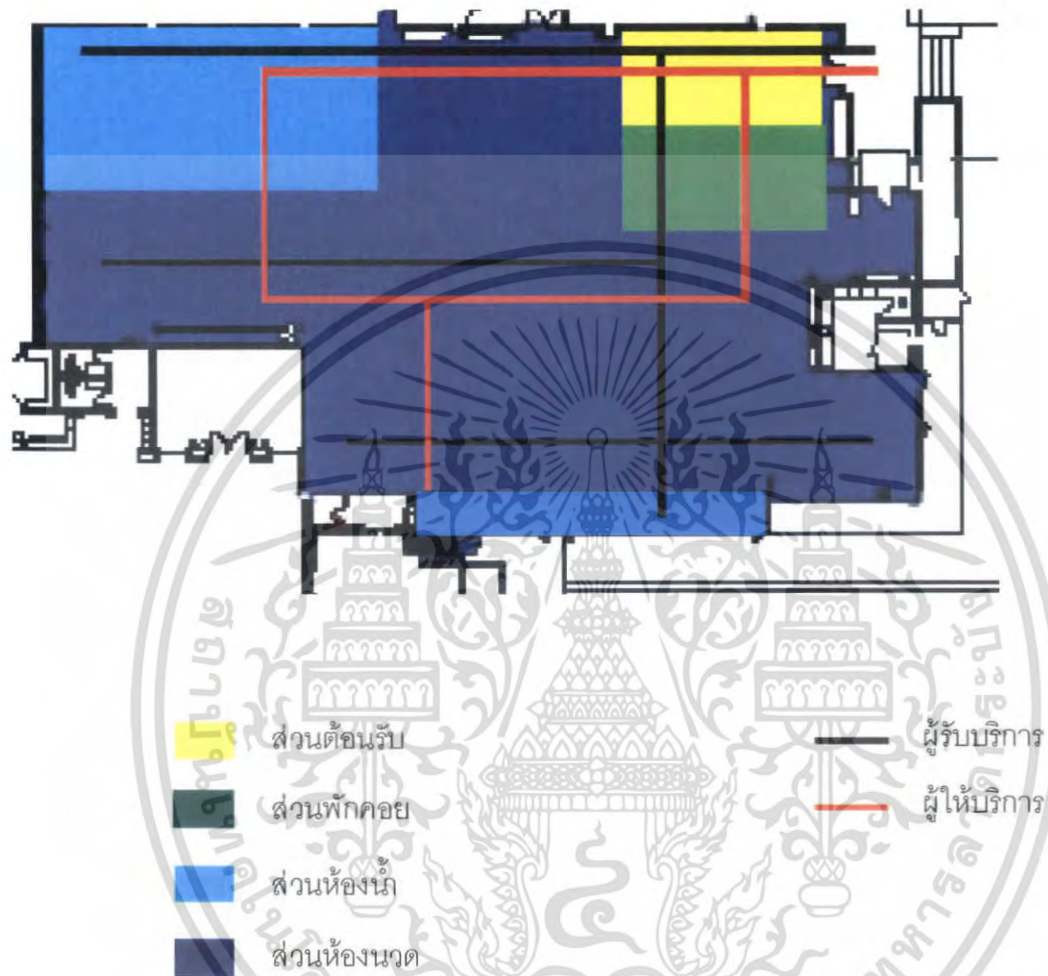 ส่วนต้อนรับ
ส่วนพักคอย
ส่วนห้องน้ำ
ส่วนห้องนวด
ผู้รับบริการ
ผู้ให้บริการ